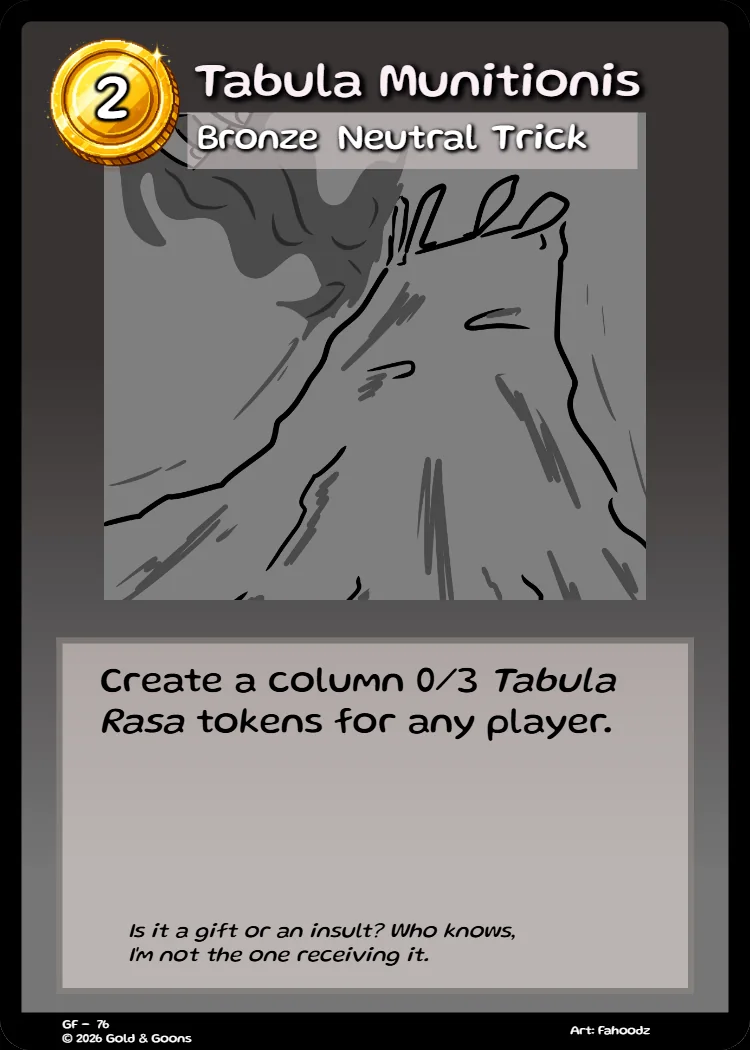 2
Tabula Munitionis
Bronze Neutral Trick
Create a column 0/3 Tabula
Rasa tokens for any player.
Is it a gift or an insult? Who knows,
I'm not the one receiving it.
GF - 76
© 2026 Gold & Goons
Art: Fahoodz